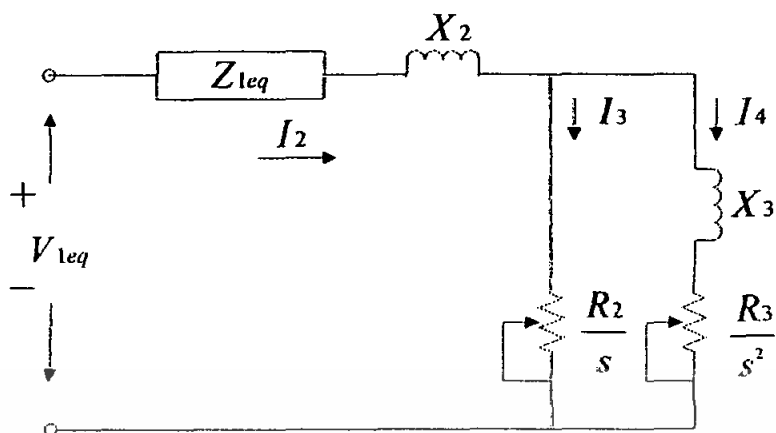 X₂
Z₁eq
I₂
I₃
I₄
X₃
+
V₁eq
−
R₂/s
R₃/s²